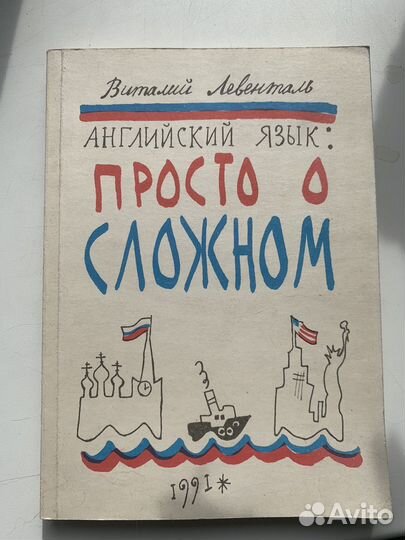 Виталий Левенталь
АНГЛИЙСКИЙ ЯЗЫК:
ПРОСТО О
СЛОЖНОМ
1991*
Avito